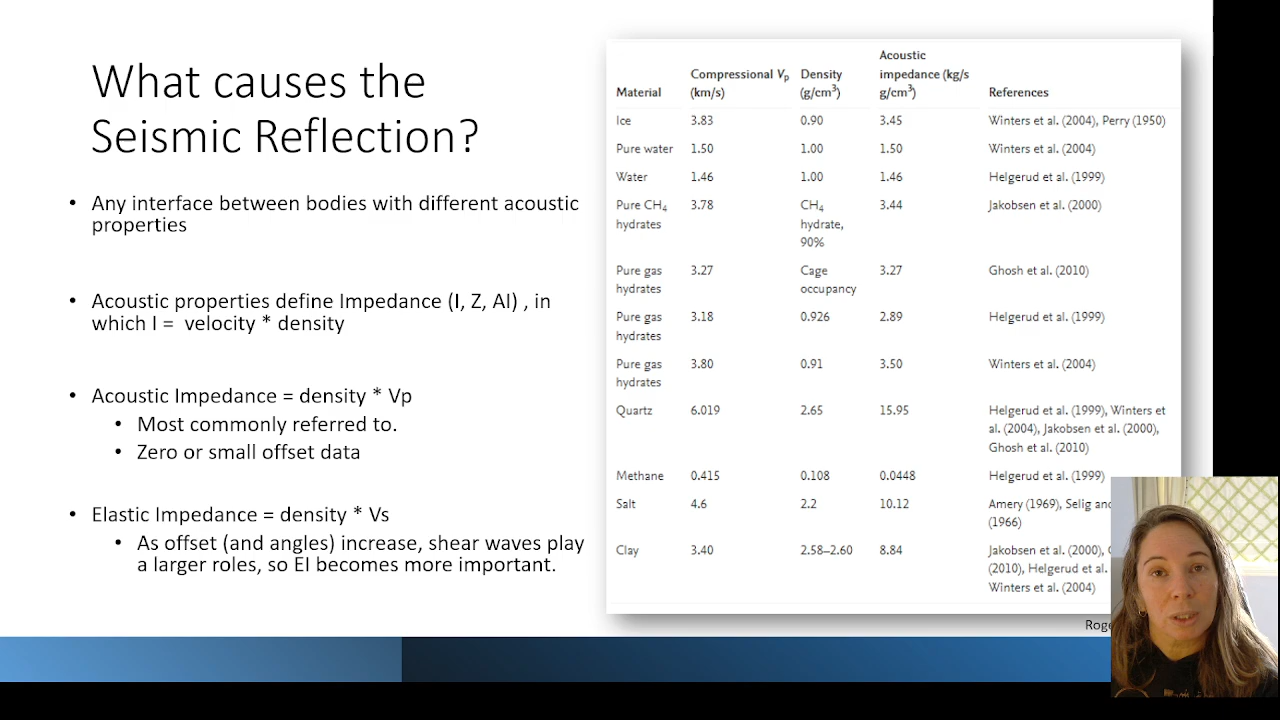 What causes the
Seismic Reflection?
• Any interface between bodies with different acoustic
properties
• Acoustic properties define Impedance (I, Z, AI) , in
which I = velocity * density
• Acoustic Impedance = density * Vp
• Most commonly referred to.
• Zero or small offset data
• Elastic Impedance = density * Vs
• As offset (and angles) increase, shear waves play
a larger roles, so EI becomes more important.
Acoustic
Compressional Vp Density impedance (kg/s
Material (km/s) (g/cm³) g/cm³) References
Ice 3.83 0.90 3.45 Winters et al. (2004), Perry (1950)
Pure water 1.50 1.00 1.50 Winters et al. (2004)
Water 1.46 1.00 1.46 Helgerud et al. (1999)
Pure CH₄ 3.78 CH₄ 3.44 Jakobsen et al. (2000)
hydrates hydrate,
90%
Pure gas 3.27 Cage 3.27 Ghosh et al. (2010)
hydrates occupancy
Pure gas 3.18 0.926 2.89 Helgerud et al. (1999)
hydrates
Pure gas 3.80 0.91 3.50 Winters et al. (2004)
hydrates
Quartz 6.019 2.65 15.95 Helgerud et al. (1999), Winters et
al. (2004), Jakobsen et al. (2000),
Ghosh et al. (2010)
Methane 0.415 0.108 0.0448 Helgerud et al. (1999)
Salt 4.6 2.2 10.12 Amery (1969), Selig
(1966)
Clay 3.40 2.58–2.60 8.84 Jakobsen et al. (2000),
(2010), Helgerud et al.
Winters et al. (2004)